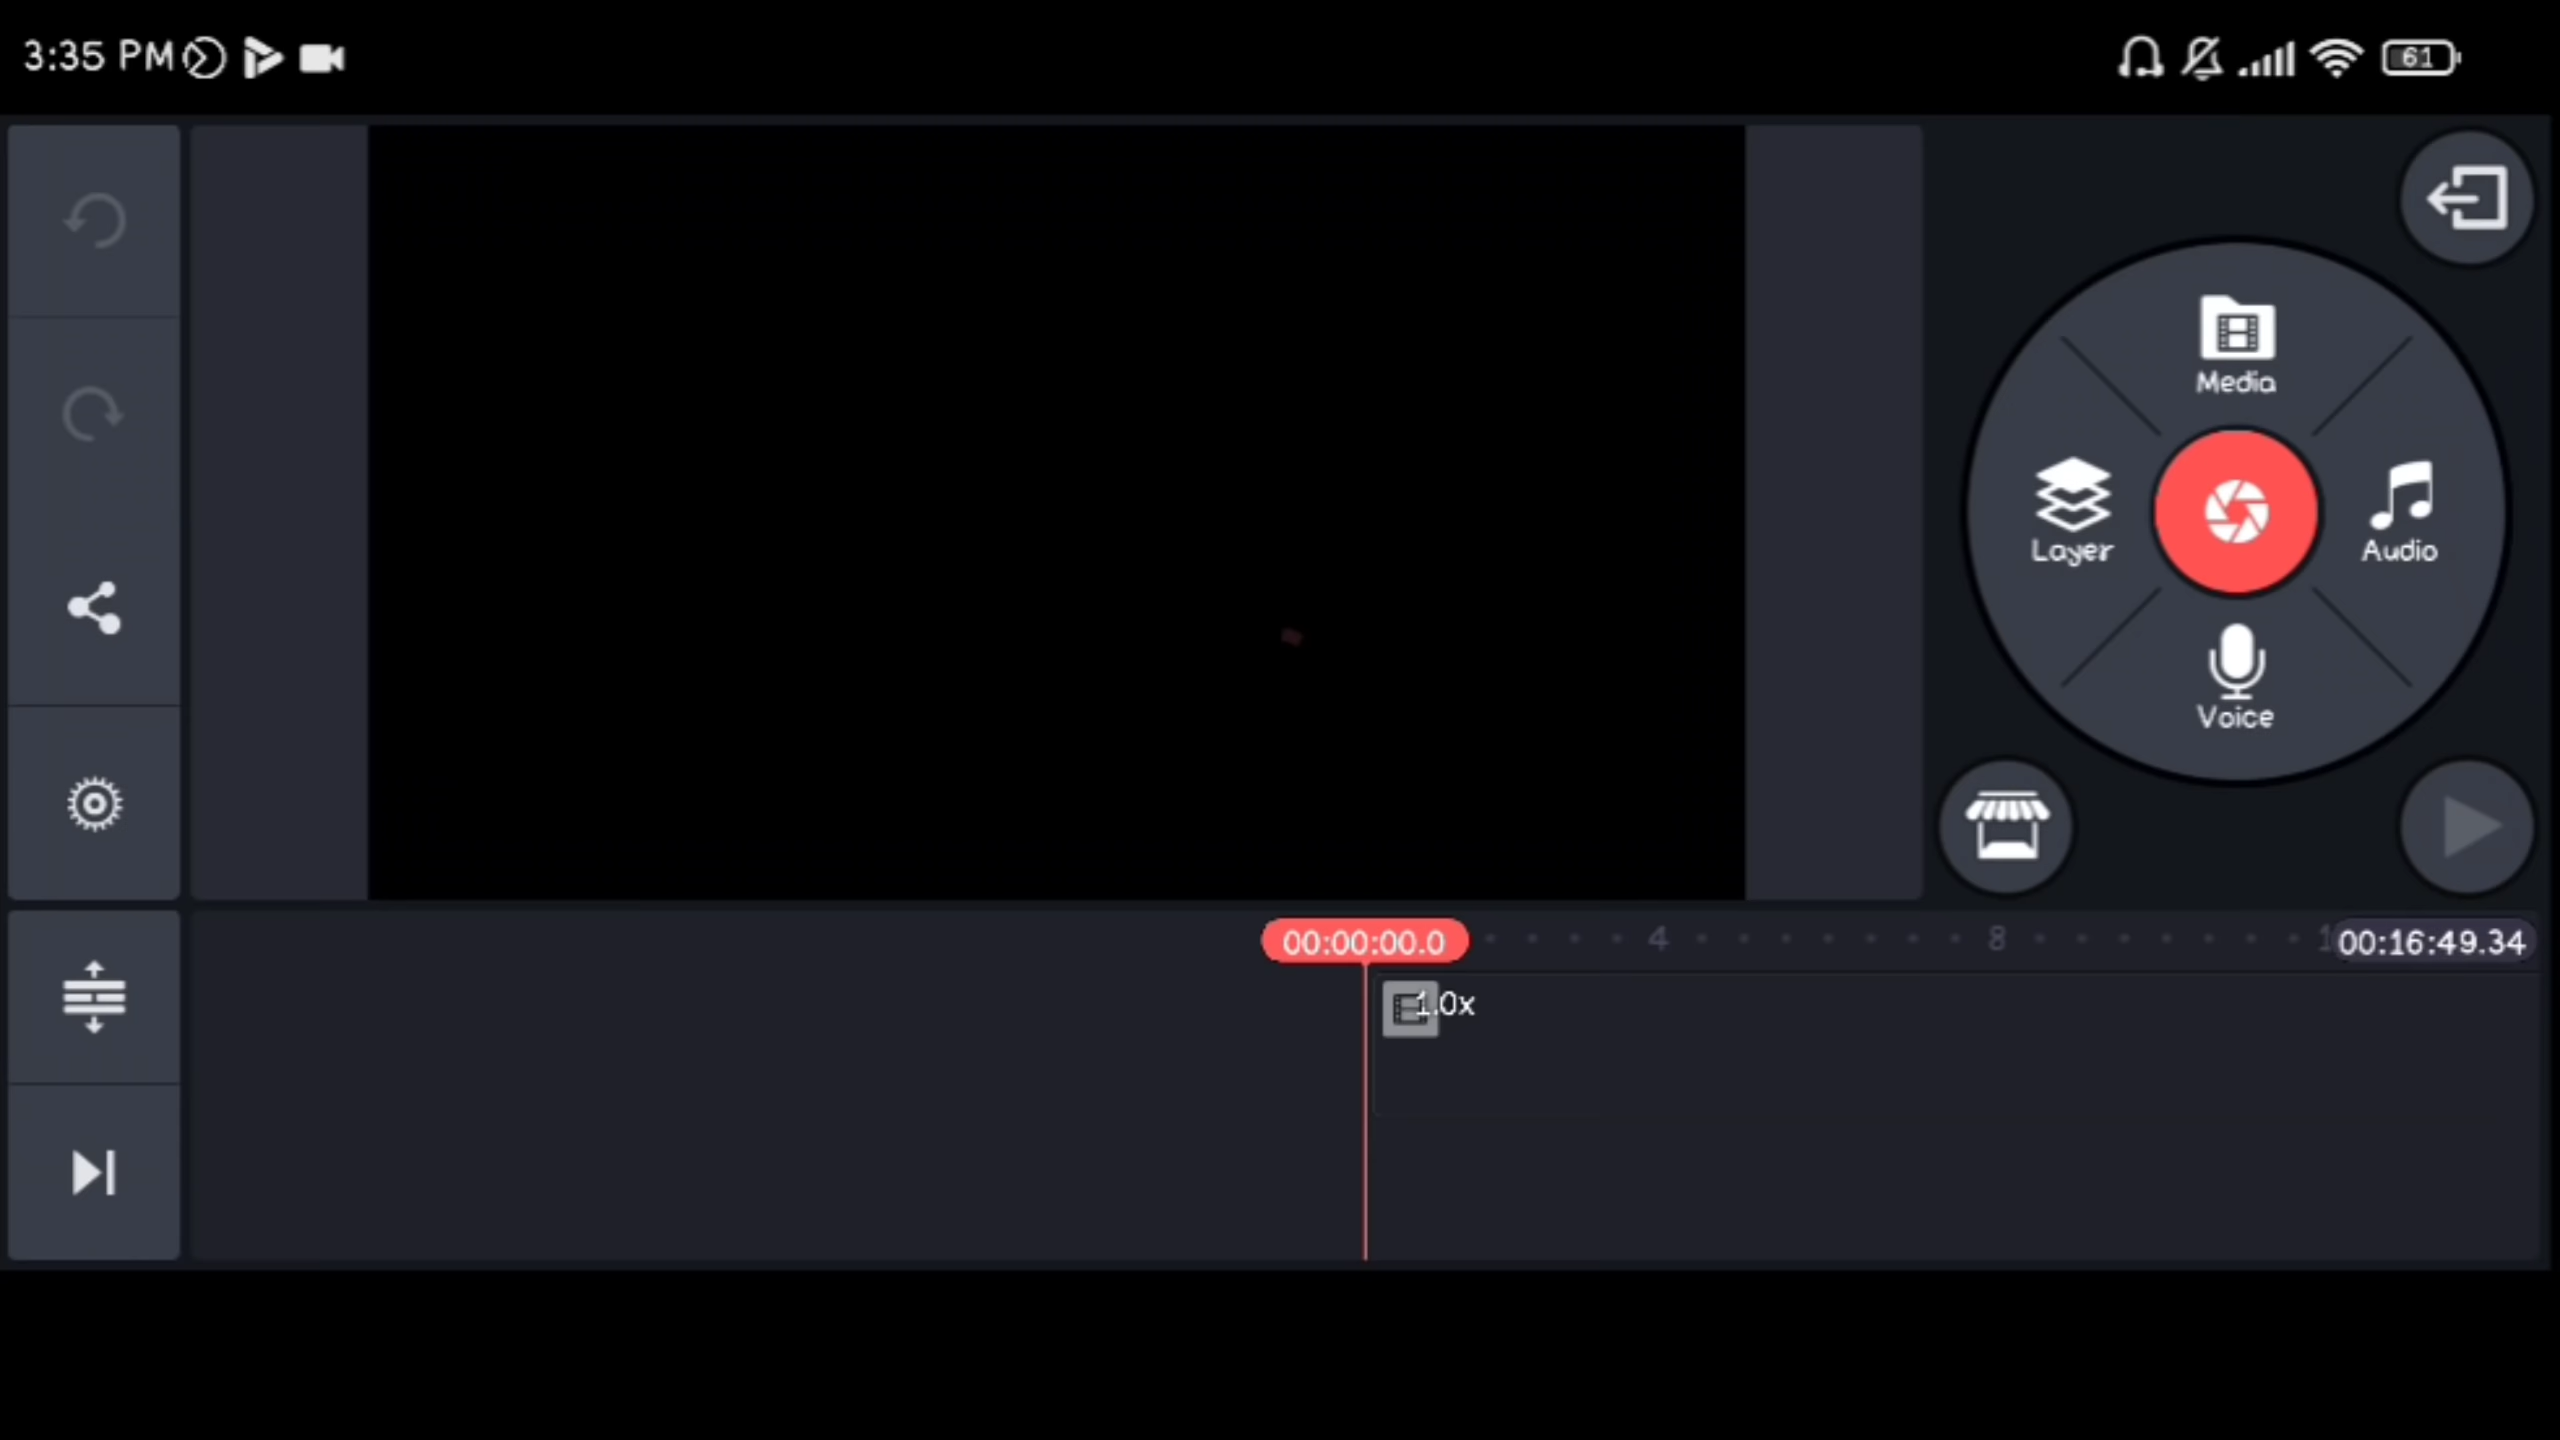 3:35 PM
61
Media
Layer
Audio
Voice
00:00:00.0
4
8
00:16:49.34
1.0x